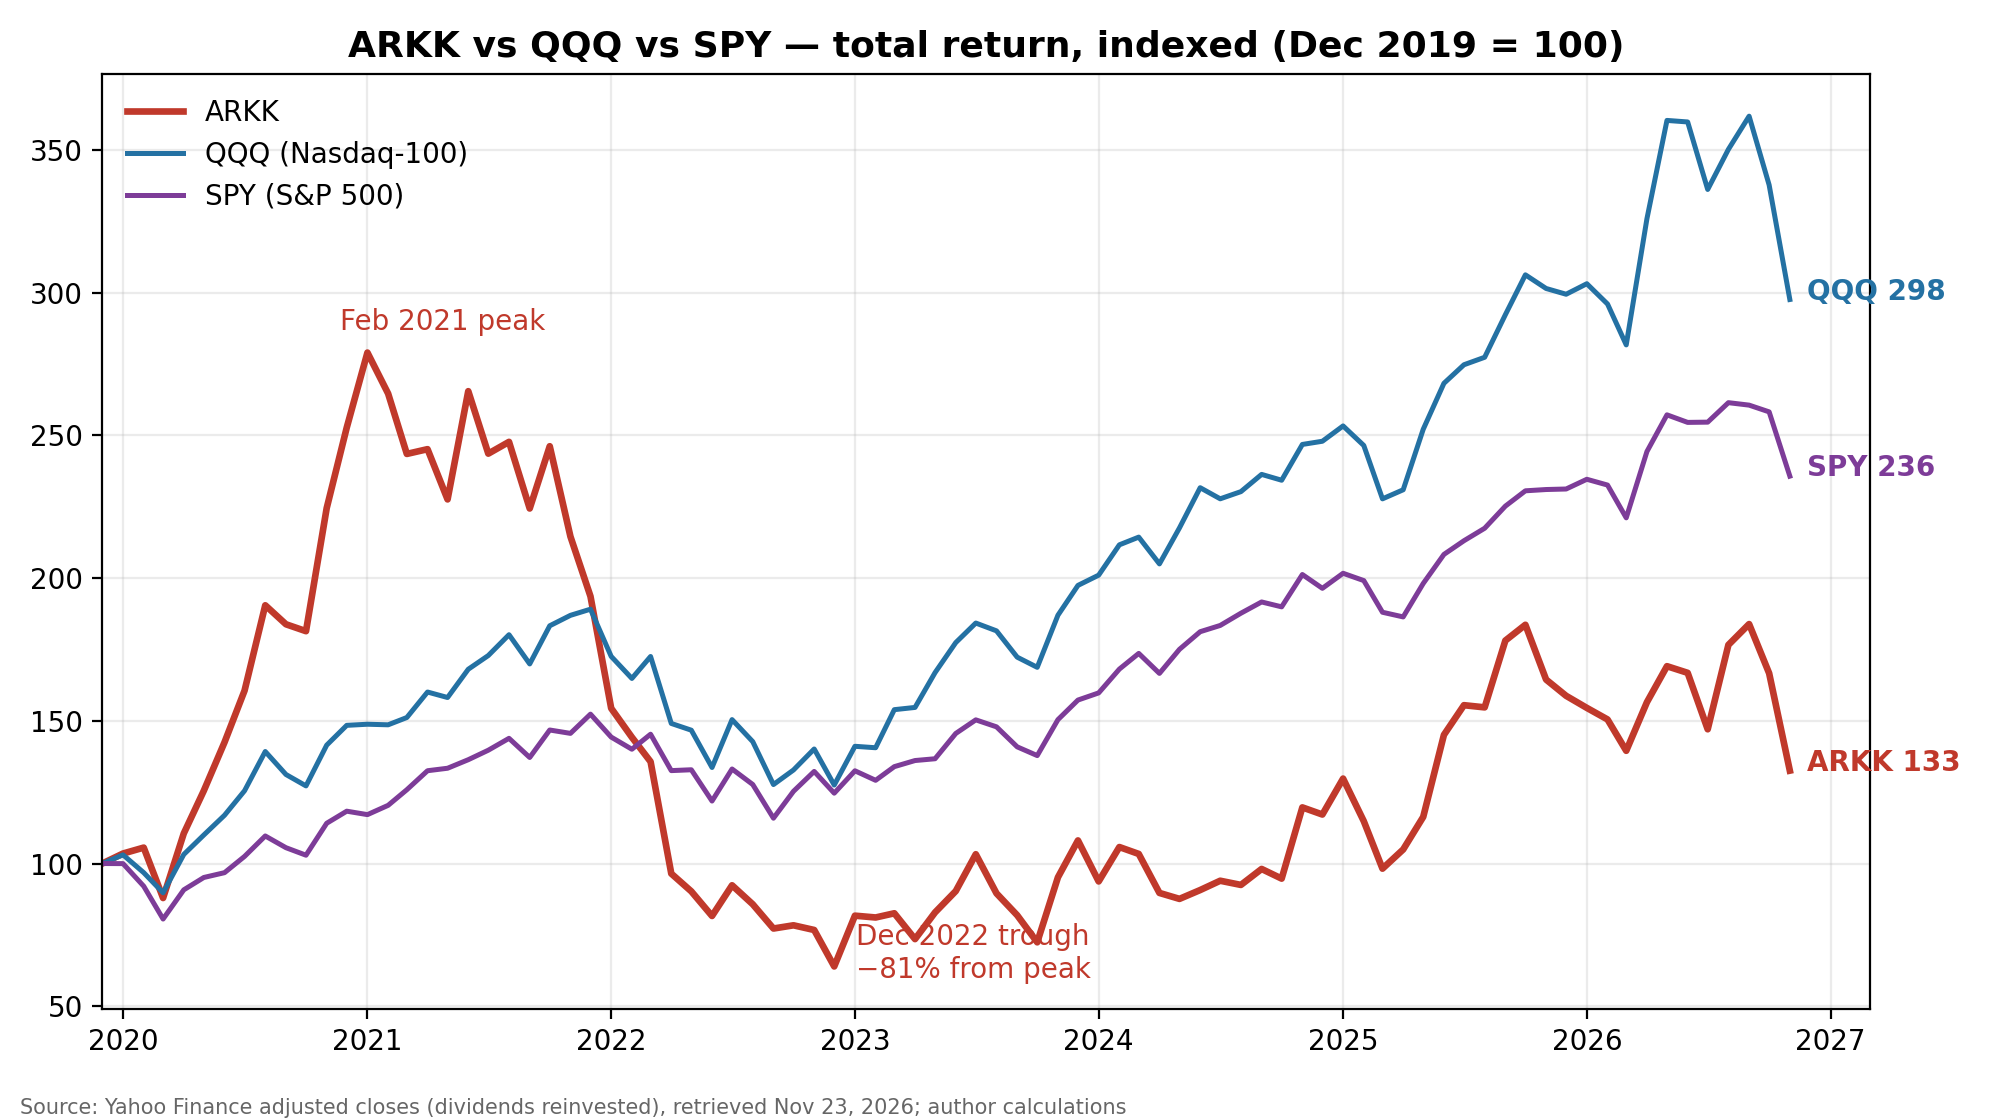 ARKK vs QQQ vs SPY — total return, indexed (Dec 2019 = 100)
ARKK
QQQ (Nasdaq-100)
SPY (S&P 500)
350
300
250
200
150
100
50
Feb 2021 peak
QQQ 298
SPY 236
ARKK 133
Dec 2022 trough
−81% from peak
2020
2021
2022
2023
2024
2025
2026
2027
Source: Yahoo Finance adjusted closes (dividends reinvested), retrieved Nov 23, 2026; author calculations